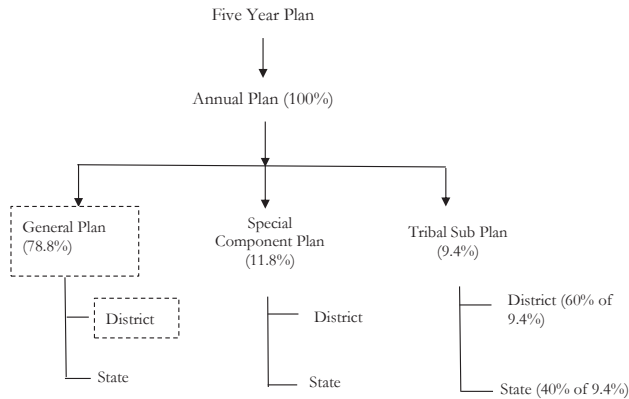 Five Year Plan
Annual Plan (100%)
General Plan
(78.8%)
District
State
Special
Component Plan
(11.8%)
District
State
Tribal Sub Plan
(9.4%)
District (60% of
9.4%)
State (40% of 9.4%)